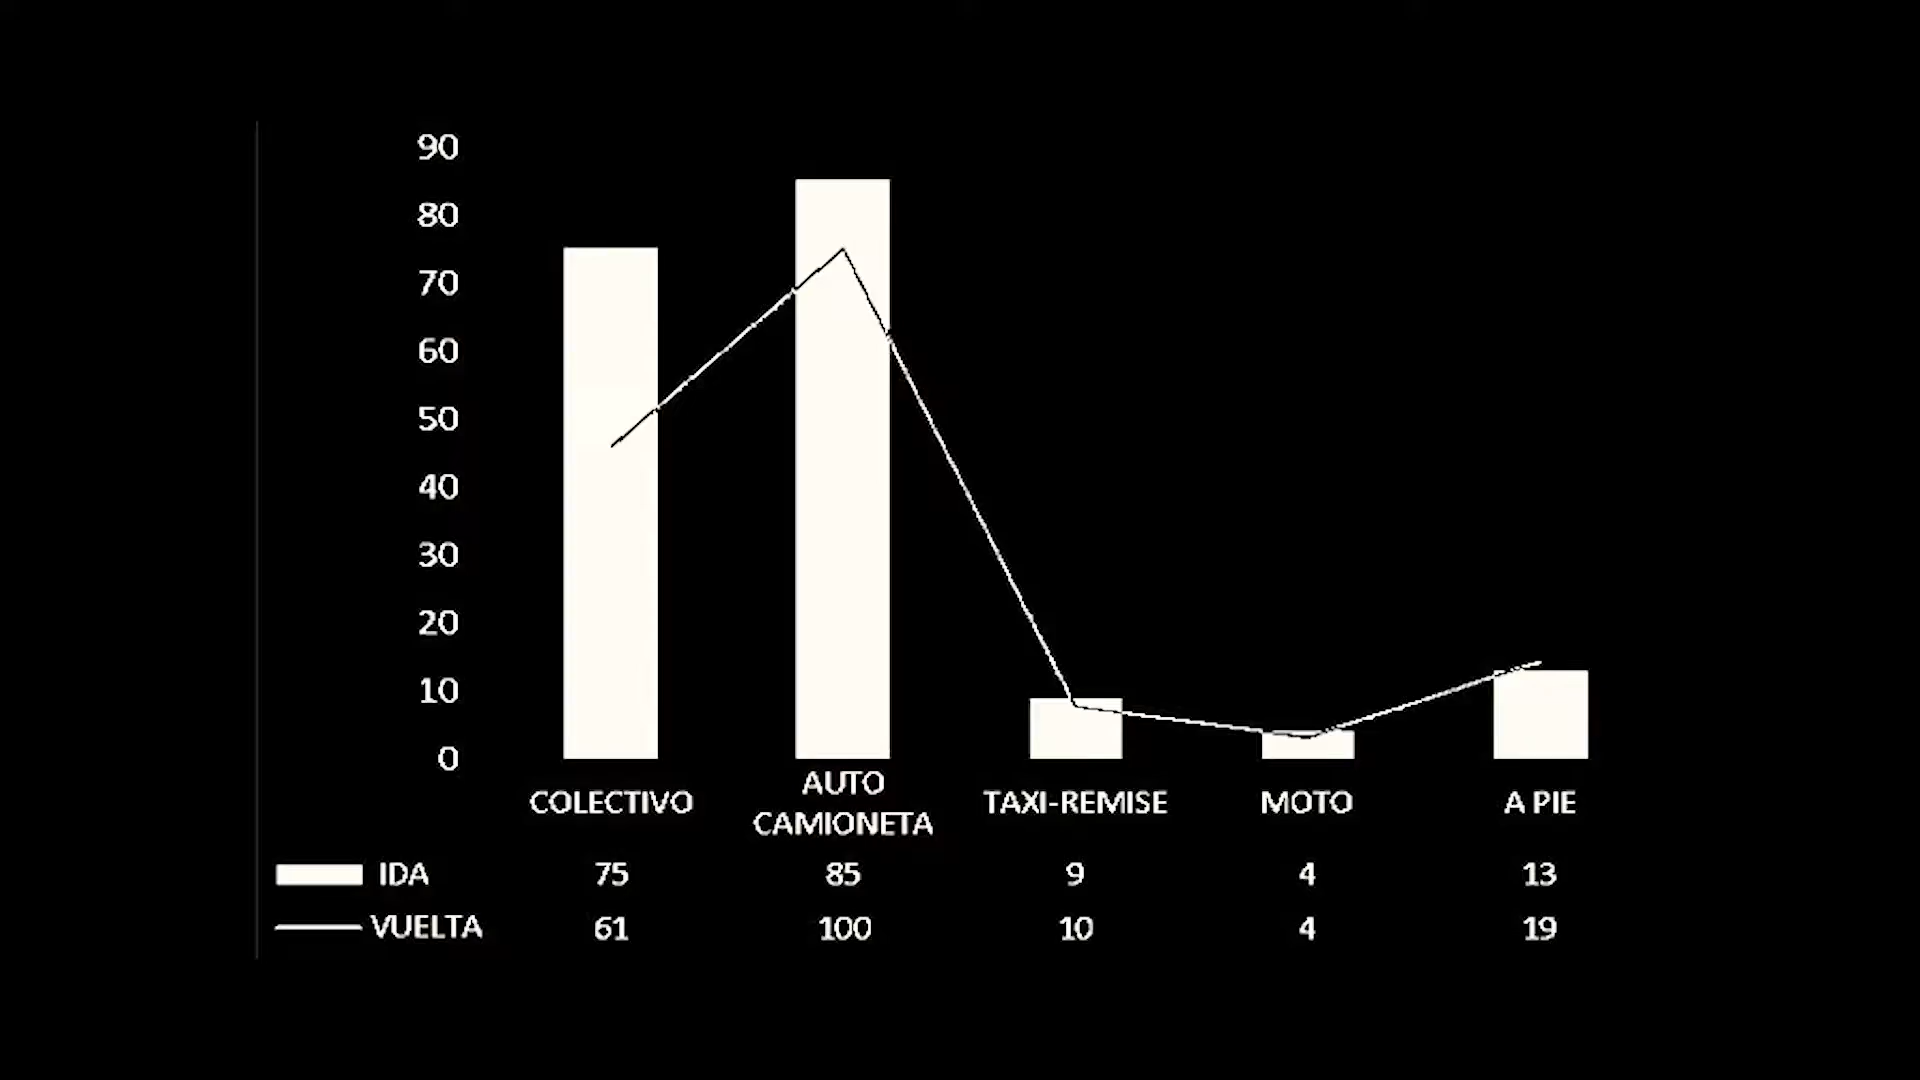 90
80
70
60
50
40
30
20
10
0
COLECTIVO
AUTO
CAMIONETA
TAXI-REMISE
MOTO
A PIE
IDA 75 85 9 4 13
VUELTA 61 100 10 4 19